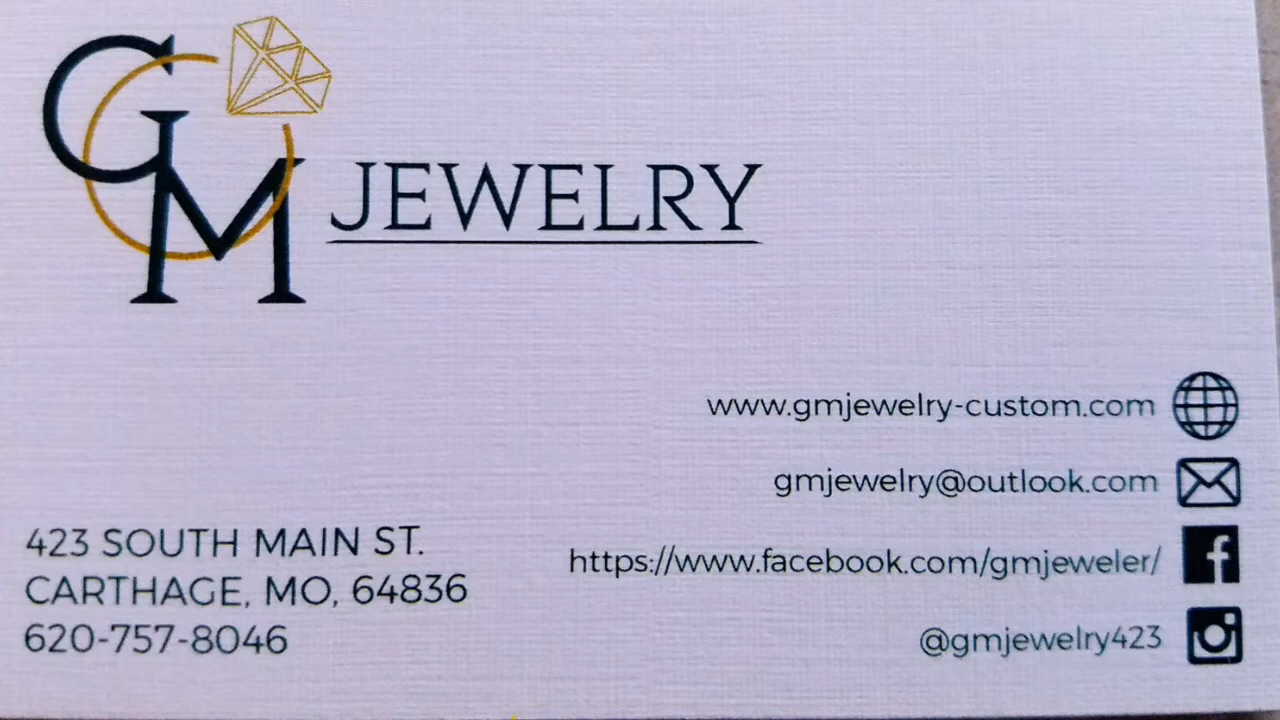 GM JEWELRY
www.gmjewelry-custom.com
gmjewelry@outlook.com
https://www.facebook.com/gmjeweler/
@gmjewelry423
423 SOUTH MAIN ST.
CARTHAGE, MO, 64836
620-757-8046